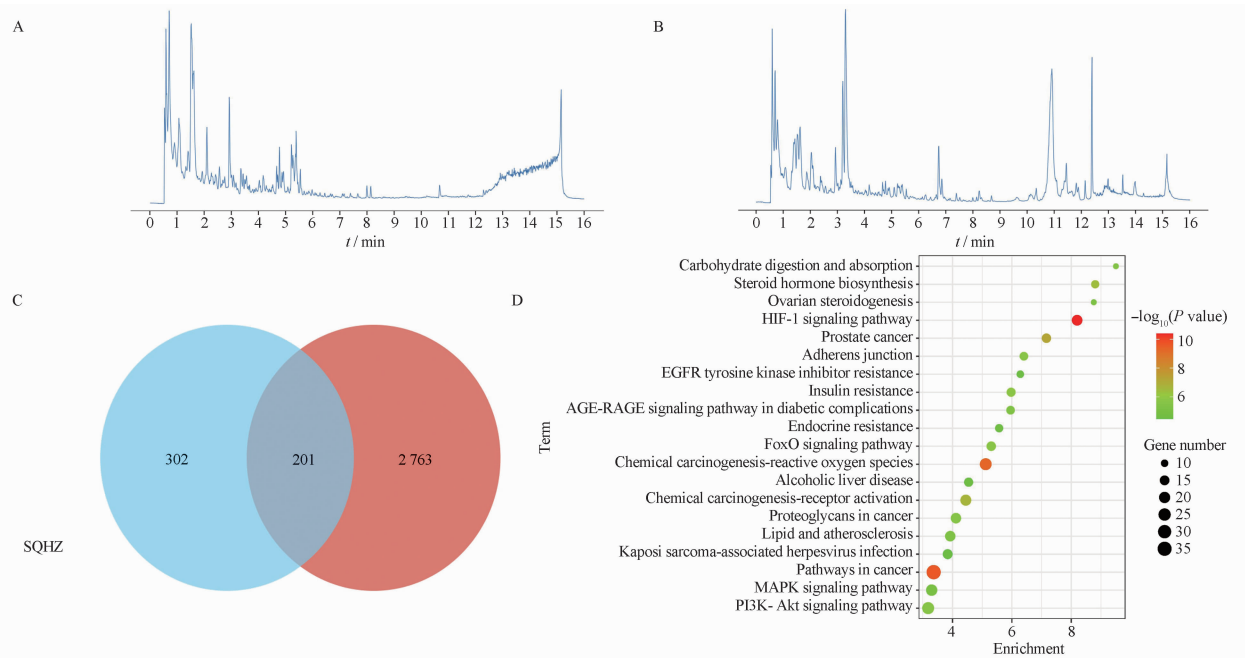 A
0 1 2 3 4 5 6 7 8 9 10 11 12 13 14 15 16
t / min
B
0 1 2 3 4 5 6 7 8 9 10 11 12 13 14 15 16
t / min
C
302
201
2 763
SQHZ
D
Term
Carbohydrate digestion and absorption
Steroid hormone biosynthesis
Ovarian steroidogenesis
HIF-1 signaling pathway
Prostate cancer
Adherens junction
EGFR tyrosine kinase inhibitor resistance
Insulin resistance
AGE-RAGE signaling pathway in diabetic complications
Endocrine resistance
FoxO signaling pathway
Chemical carcinogenesis-reactive oxygen species
Alcoholic liver disease
Chemical carcinogenesis-receptor activation
Proteoglycans in cancer
Lipid and atherosclerosis
Kaposi sarcoma-associated herpesvirus infection
Pathways in cancer
MAPK signaling pathway
PI3K- Akt signaling pathway
4 6 8
Enrichment
–log10(P value)
10
8
6
Gene number
10
15
20
25
30
35